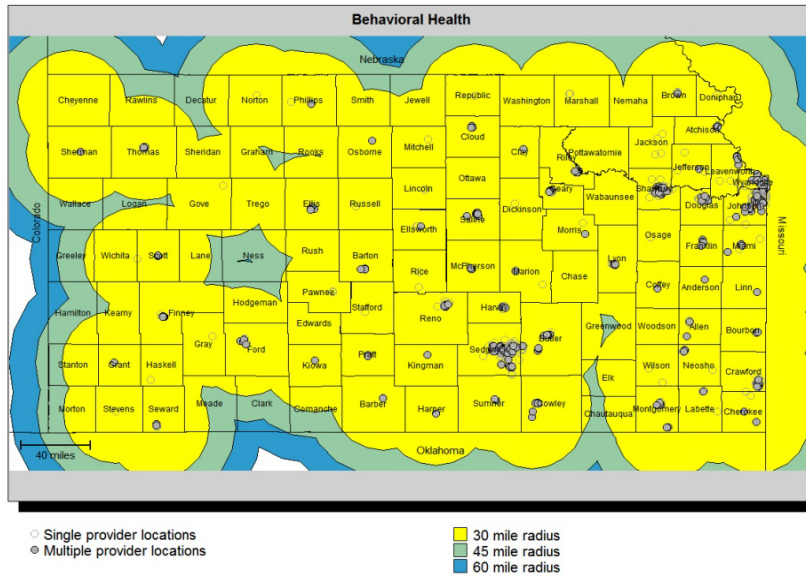 Behavioral Health
Nebraska
Cheyenne Rawlins Decatur Norton Phillips Smith Jewell Republic Washington Marshall Nemaha Brown Doniphan
Atchison
Sherman Thomas Sheridan Graham Rooks Osborne Mitchell Cloud Clay Riley Pottawatomie Jackson Jefferson Leavenworth
Wyandotte
Lincoln Ottawa
Wallace Logan Gove Trego Ellis Russell Saline Dickinson Geary Wabaunsee Shawnee Douglas Johnson
Ellsworth Morris Osage
Colorado Missouri
Greeley Wichita Scott Lane Ness Rush Barton Rice McPherson Marion Chase Lyon Franklin Miami
Hamilton Kearny Finney Hodgeman Pawnee Stafford Reno Harvey Coffey Anderson Linn
Edwards
Gray Ford Sedgwick Butler Greenwood Woodson Allen Bourbon
Stanton Grant Haskell Kiowa Pratt Kingman Elk Wilson Neosho Crawford
Morton Stevens Seward Meade Clark Comanche Barber Harper Sumner Cowley Chautauqua Montgomery Labette Cherokee
Oklahoma
40 miles
Single provider locations
Multiple provider locations
30 mile radius
45 mile radius
60 mile radius